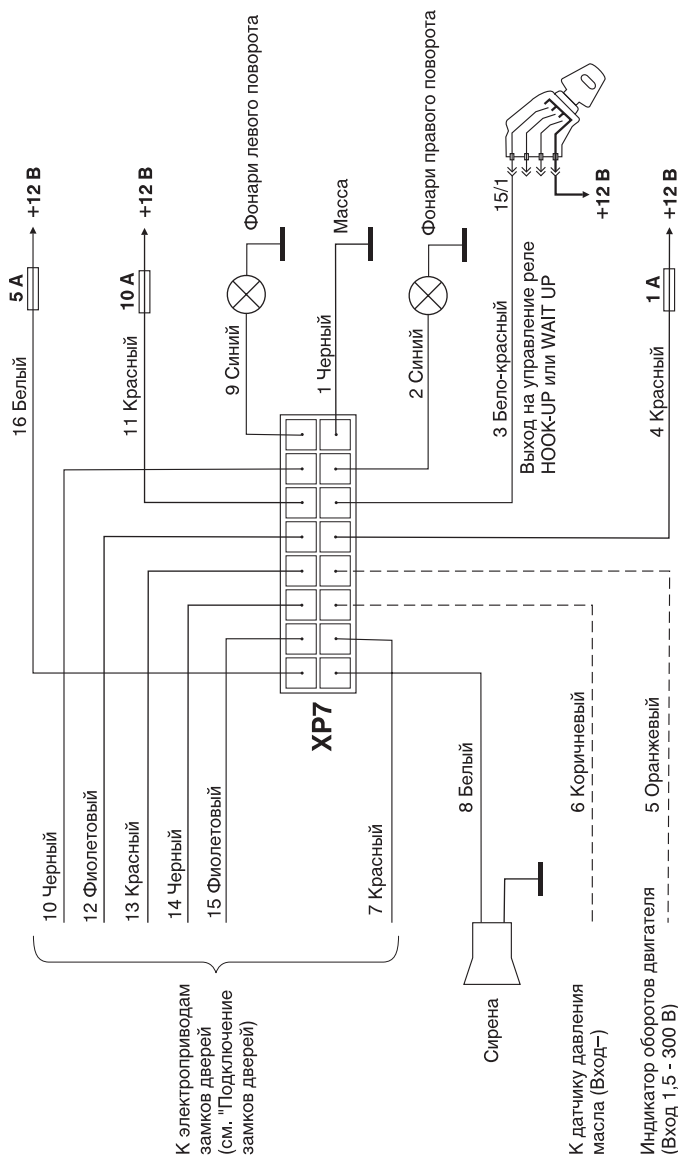 16 Белый
5 А
+12 В
11 Красный
10 А
+12 В
9 Синий
Фонари левого поворота
1 Черный
Масса
2 Синий
Фонари правого поворота
3 Бело-красный
15/1
Выход на управление реле
HOOK-UP или WAIT UP
+12 В
4 Красный
1 А
+12 В
XP7
10 Черный
12 Фиолетовый
13 Красный
14 Черный
15 Фиолетовый
7 Красный
К электроприводам
замков дверей
(см. "Подключение
замков дверей)
8 Белый
Сирена
6 Коричневый
К датчику давления
масла (Вход–)
5 Оранжевый
Индикатор оборотов двигателя
(Вход 1,5 - 300 В)